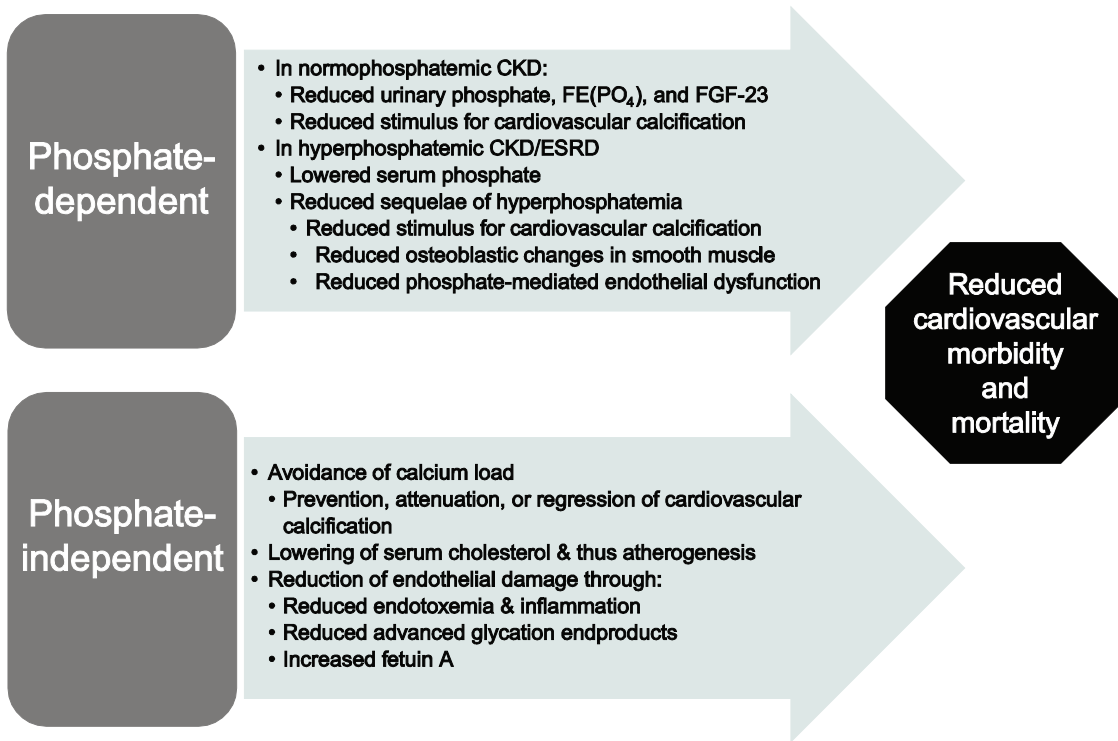 Phosphate-
dependent
• In normophosphatemic CKD:
• Reduced urinary phosphate, FE(PO₄), and FGF-23
• Reduced stimulus for cardiovascular calcification
• In hyperphosphatemic CKD/ESRD
• Lowered serum phosphate
• Reduced sequelae of hyperphosphatemia
• Reduced stimulus for cardiovascular calcification
• Reduced osteoblastic changes in smooth muscle
• Reduced phosphate-mediated endothelial dysfunction
Reduced
cardiovascular
morbidity
and
mortality
Phosphate-
independent
• Avoidance of calcium load
• Prevention, attenuation, or regression of cardiovascular
calcification
• Lowering of serum cholesterol & thus atherogenesis
• Reduction of endothelial damage through:
• Reduced endotoxemia & inflammation
• Reduced advanced glycation endproducts
• Increased fetuin A